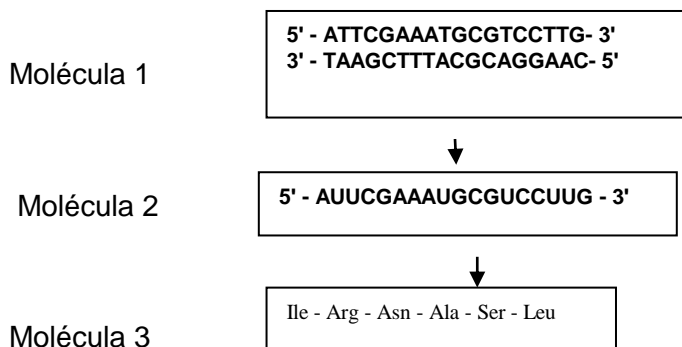 5' - ATTCGAAATGCGTCCTTG- 3'
3' - TAAGCTTTACGCAGGAAC- 5'
Molécula 1
5' - AUUCGAAAUGCGUCCUUG - 3'
Molécula 2
Ile - Arg - Asn - Ala - Ser - Leu
Molécula 3